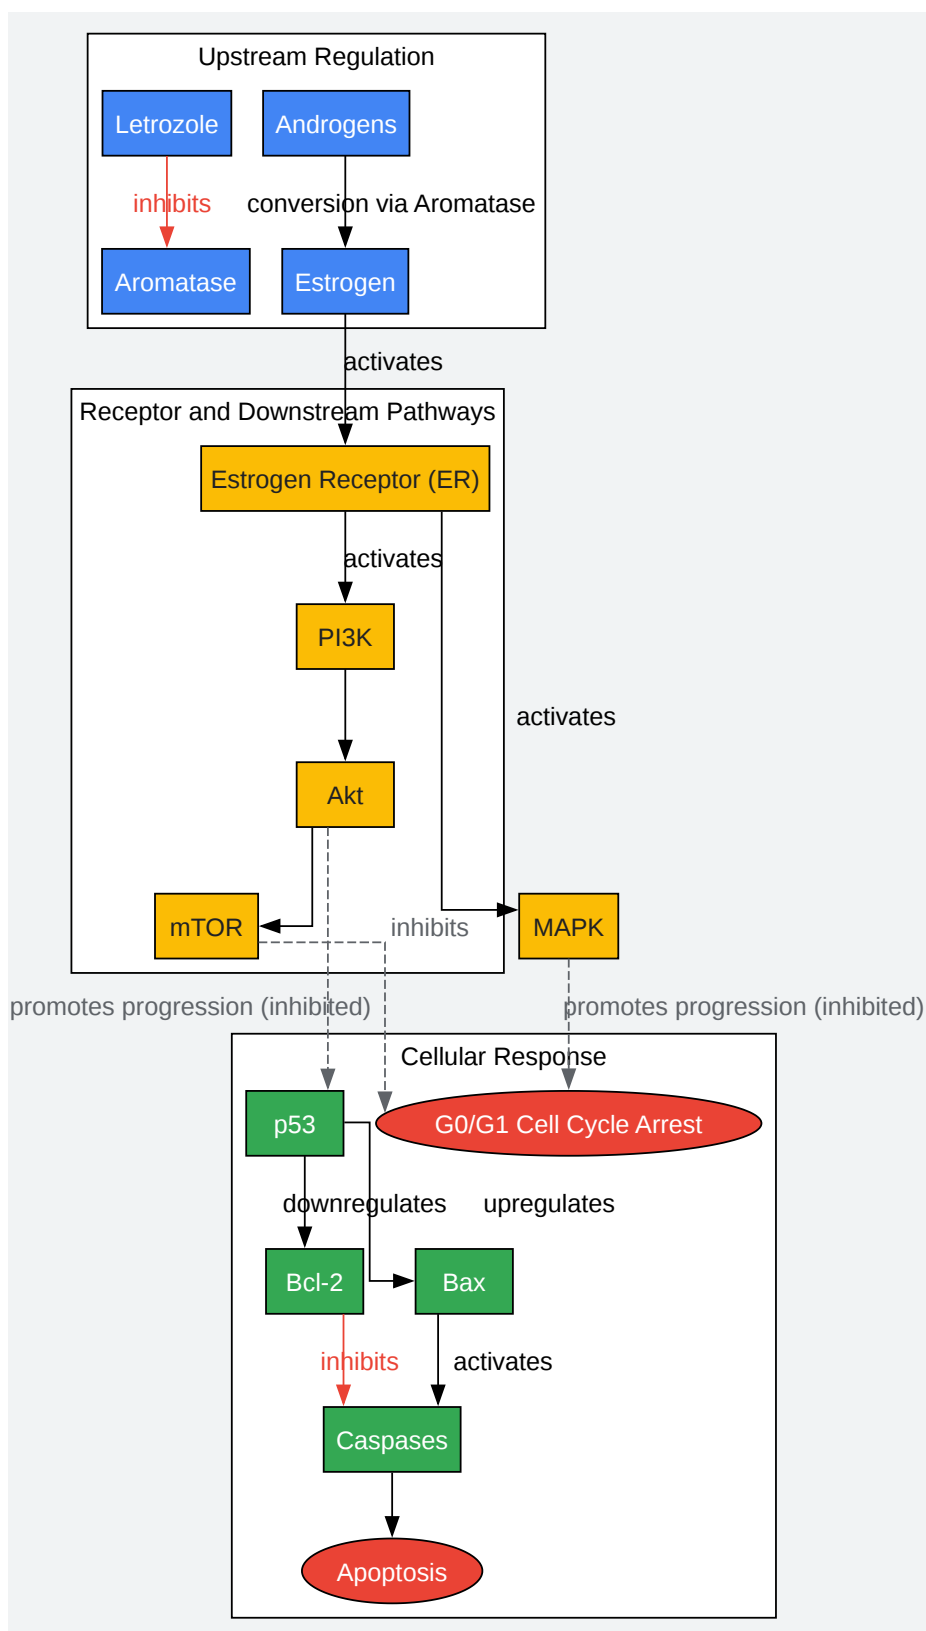 Upstream Regulation
Letrozole
Androgens
inhibits
conversion via Aromatase
Aromatase
Estrogen
activates
Receptor and Downstream Pathways
Estrogen Receptor (ER)
activates
PI3K
activates
Akt
mTOR
inhibits
MAPK
promotes progression (inhibited)
promotes progression (inhibited)
Cellular Response
p53
G0/G1 Cell Cycle Arrest
downregulates
upregulates
Bcl-2
Bax
inhibits
activates
Caspases
Apoptosis